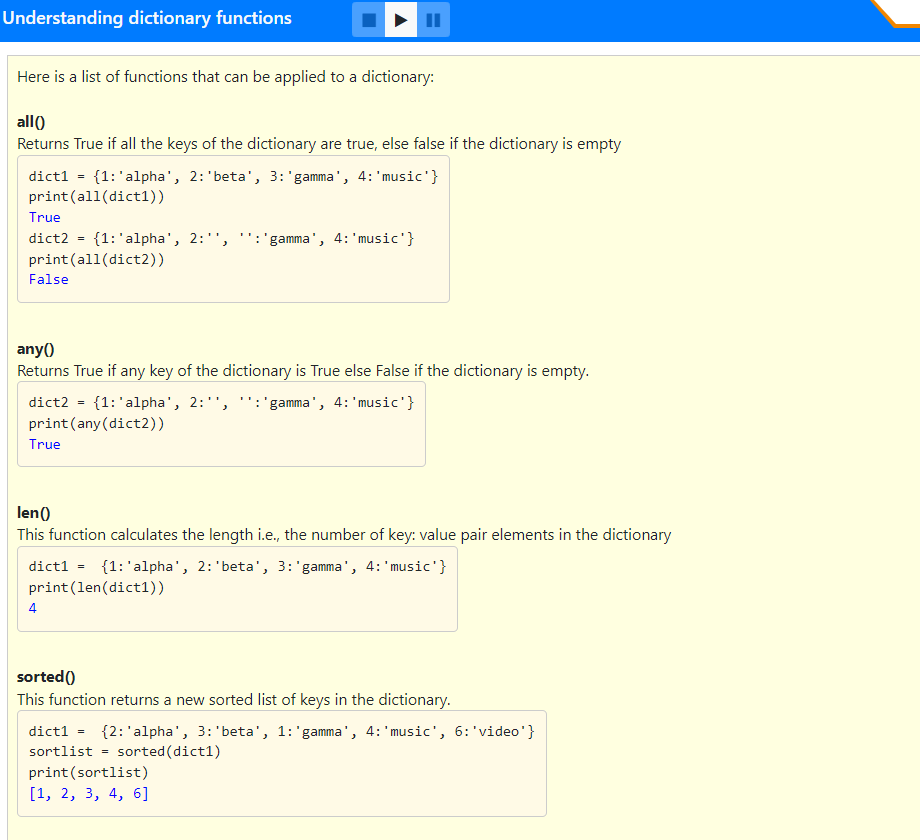 Understanding dictionary functions
Here is a list of functions that can be applied to a dictionary:
all()
Returns True if all the keys of the dictionary are true, else false if the dictionary is empty
dict1 = {1:'alpha', 2:'beta', 3:'gamma', 4:'music'}
print(all(dict1))
True
dict2 = {1:'alpha', 2:'', '':'gamma', 4:'music'}
print(all(dict2))
False
any()
Returns True if any key of the dictionary is True else False if the dictionary is empty.
dict2 = {1:'alpha', 2:'', '':'gamma', 4:'music'}
print(any(dict2))
True
len()
This function calculates the length i.e., the number of key: value pair elements in the dictionary
dict1 =  {1:'alpha', 2:'beta', 3:'gamma', 4:'music'}
print(len(dict1))
4
sorted()
This function returns a new sorted list of keys in the dictionary.
dict1 =  {2:'alpha', 3:'beta', 1:'gamma', 4:'music', 6:'video'}
sortlist = sorted(dict1)
print(sortlist)
[1, 2, 3, 4, 6]